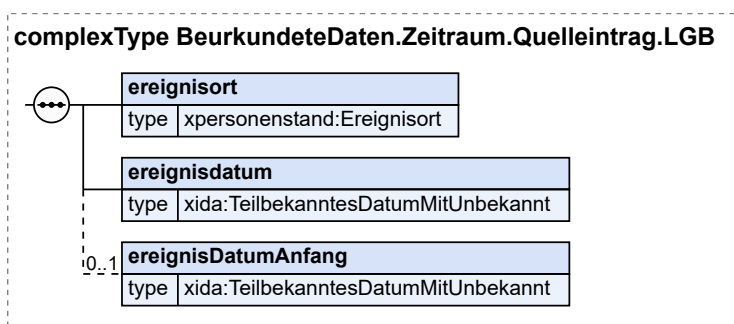 complexType BeurkundeteDaten.Zeitraum.Quelleintrag.LGB
ereignisort
type xpersonenstand:Ereignisort
ereignisdatum
type xida:TeilbekanntesDatumMitUnbekannt
0..1 ereignisDatumAnfang
type xida:TeilbekanntesDatumMitUnbekannt